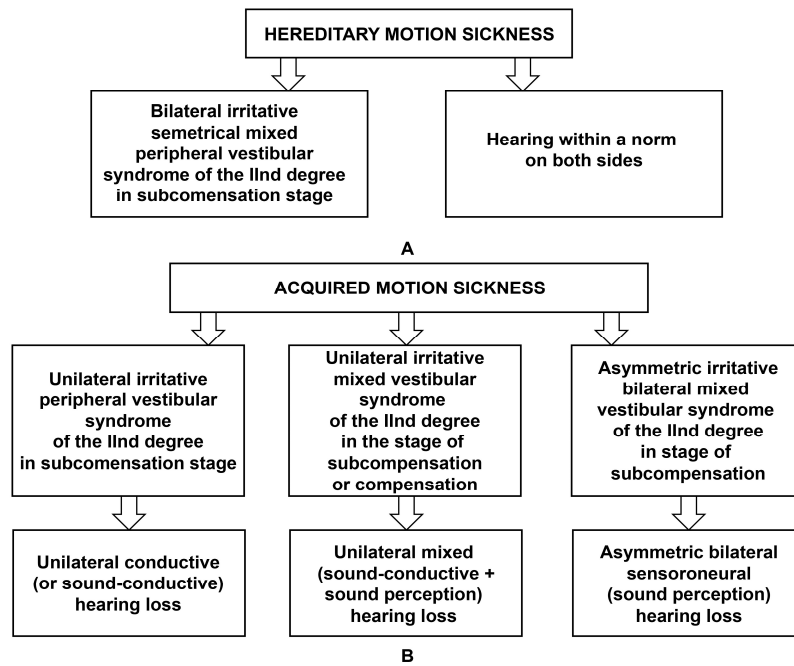 HEREDITARY MOTION SICKNESS
Bilateral irritative
semetrical mixed
peripheral vestibular
syndrome of the IInd degree
in subcomensation stage
Hearing within a norm
on both sides
A
ACQUIRED MOTION SICKNESS
Unilateral irritative
peripheral vestibular
syndrome
of the IInd degree
in subcomensation stage
Unilateral irritative
mixed vestibular
syndrome
of the IInd degree
in the stage of
subcompensation
or compensation
Asymmetric irritative
bilateral mixed
vestibular syndrome
of the IInd degree
in stage of
subcompensation
Unilateral conductive
(or sound-conductive)
hearing loss
Unilateral mixed
(sound-conductive +
sound perception)
hearing loss
Asymmetric bilateral
sensoroneural
(sound perception)
hearing loss
B